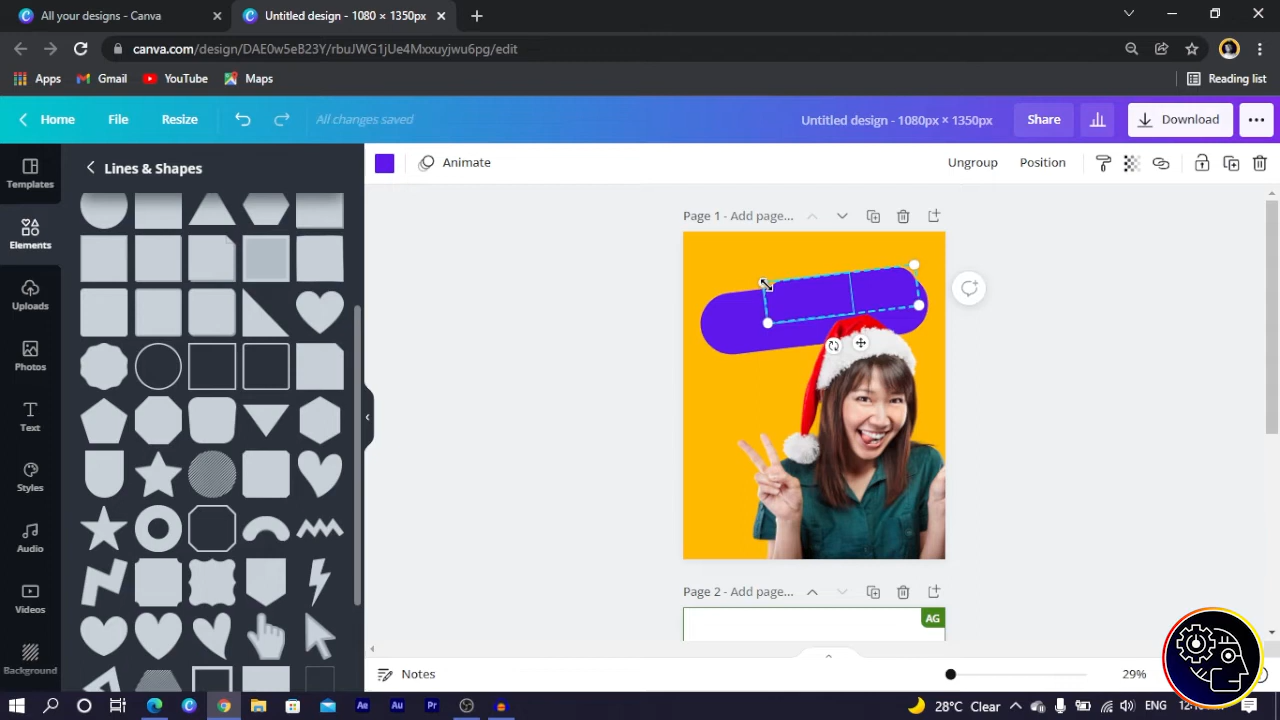 All your designs - Canva
Untitled design - 1080 × 1350px
canva.com/design/DAE0w5eB23Y/rbuJWG1jUe4Mxxuyjwu6pg/edit
Apps
Gmail
YouTube
Maps
Reading list
Home
File
Resize
All changes saved
Untitled design - 1080px × 1350px
Share
Download
Templates
Elements
Uploads
Photos
Text
Styles
Audio
Videos
Background
Lines & Shapes
Animate
Ungroup
Position
Page 1 - Add page...
Page 2 - Add page...
AG
Notes
29%
Ae
Au
Pr
28°C Clear
ENG